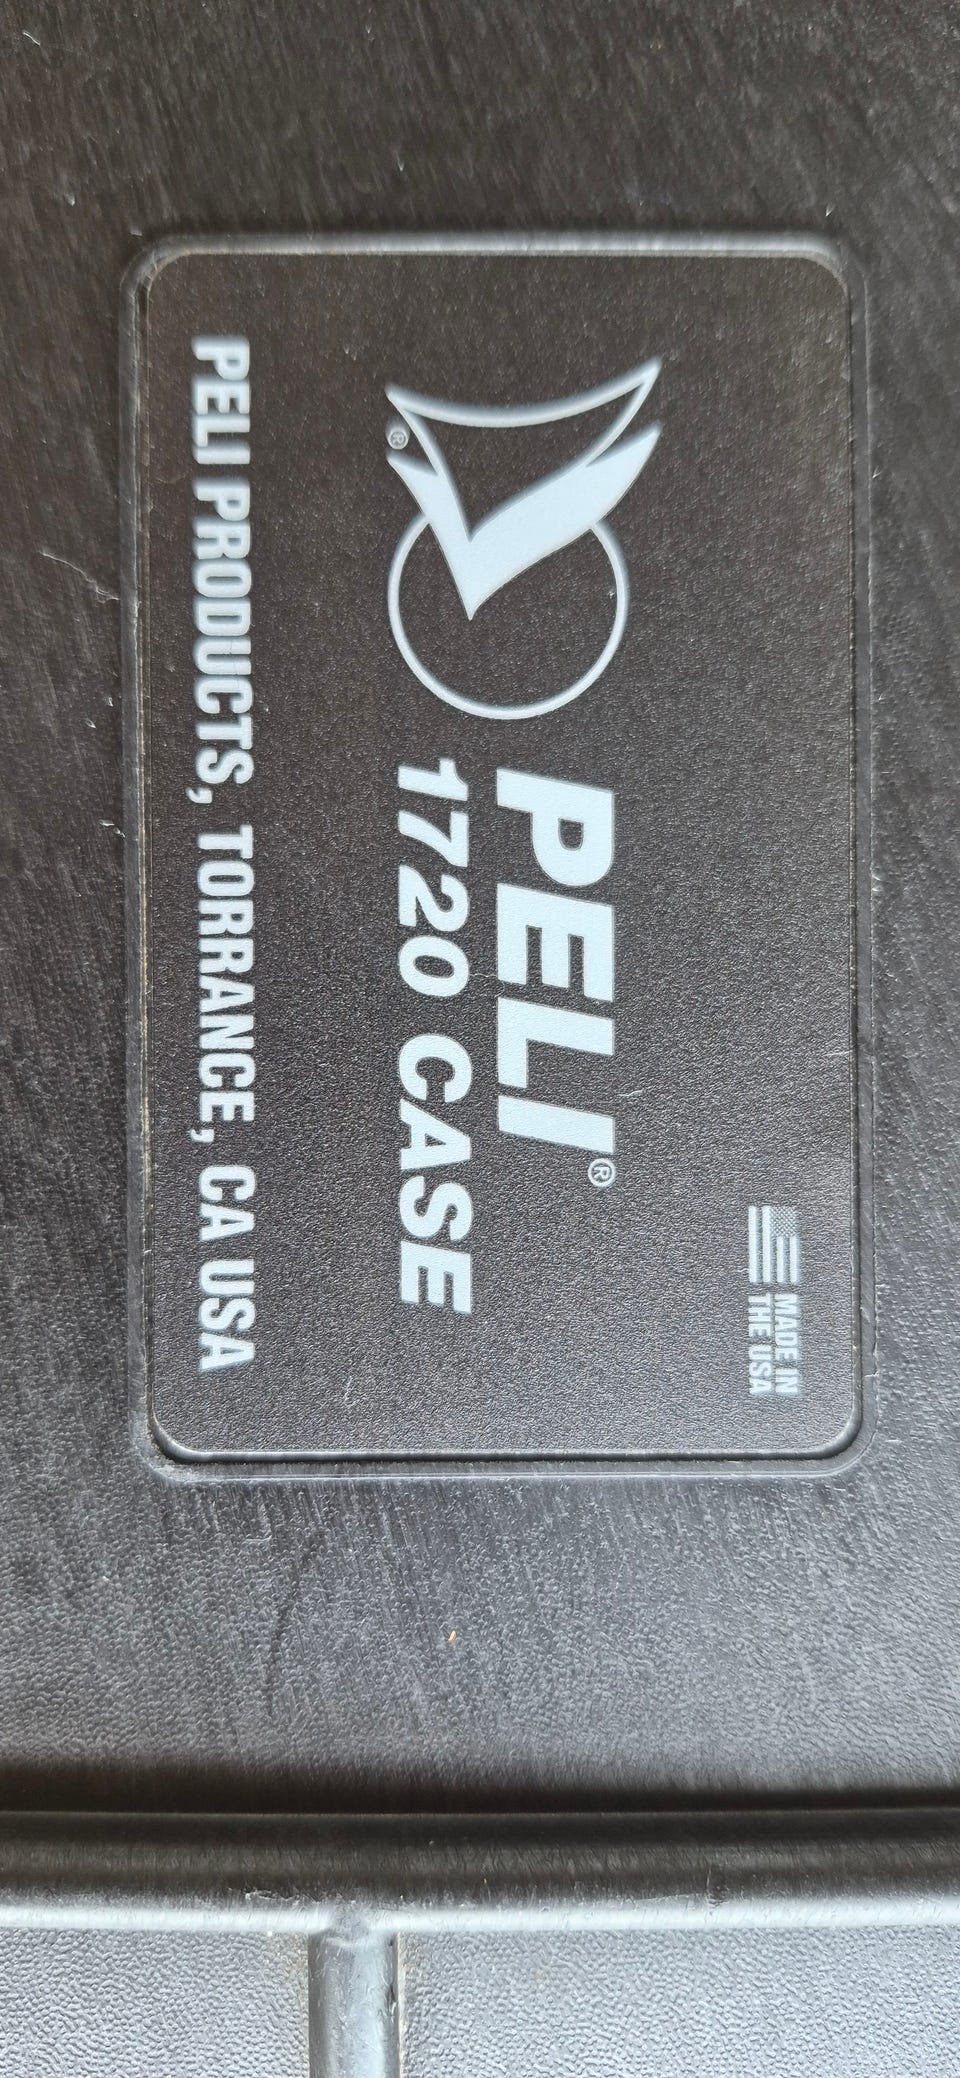 MADE IN
THE USA
PELI®
1720 CASE
®
PELI PRODUCTS, TORRANCE, CA USA